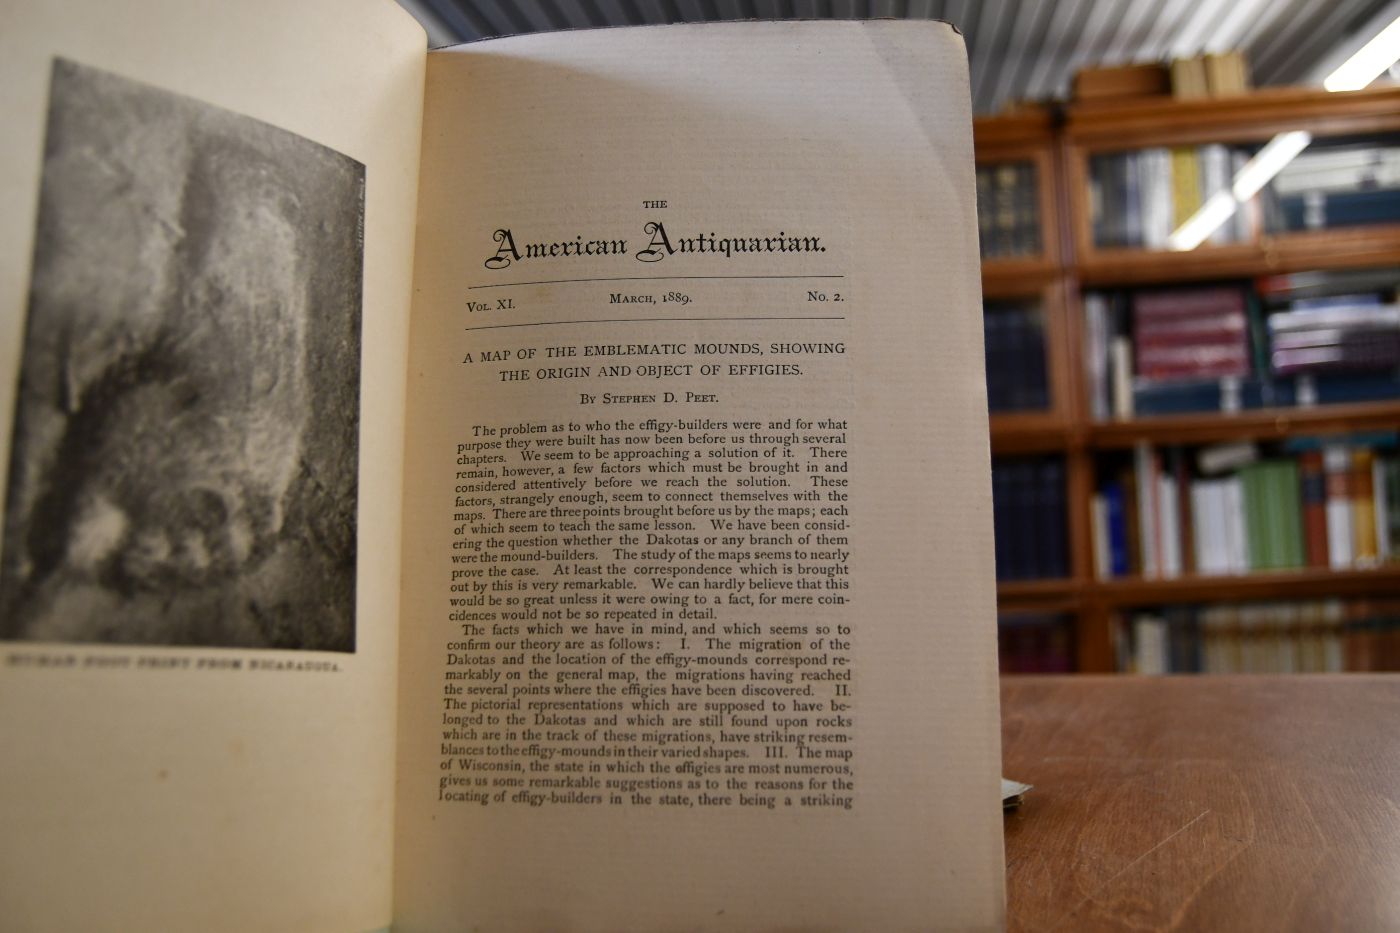 HUMAN FOOT PRINT FROM NICARAGUA.
THE
American Antiquarian.
VOL. XI. MARCH, 1889. NO. 2.
A MAP OF THE EMBLEMATIC MOUNDS, SHOWING
THE ORIGIN AND OBJECT OF EFFIGIES.
BY STEPHEN D. PEET.
The problem as to who the effigy-builders were and for what
purpose they were built has now been before us through several
chapters. We seem to be approaching a solution of it. There
remain, however, a few factors which must be brought in and
considered attentively before we reach the solution. These
factors, strangely enough, seem to connect themselves with the
maps. There are three points brought before us by the maps; each
of which seem to teach the same lesson. We have been consid-
ering the question whether the Dakotas or any branch of them
were the mound-builders. The study of the maps seems to nearly
prove the case. At least the correspondence which is brought
out by this is very remarkable. We can hardly believe that this
would be so great unless it were owing to a fact, for mere coin-
cidences would not be so repeated in detail.
The facts which we have in mind, and which seems so to
confirm our theory are as follows: I. The migration of the
Dakotas and the location of the effigy-mounds correspond re-
markably on the general map, the migrations having reached
the several points where the effigies have been discovered. II.
The pictorial representations which are supposed to have be-
longed to the Dakotas and which are still found upon rocks
which are in the track of these migrations, have striking resem-
blances to the effigy-mounds in their varied shapes. III. The map
of Wisconsin, the state in which the effigies are most numerous,
gives us some remarkable suggestions as to the reasons for the
locating of effigy-builders in the state, there being a striking